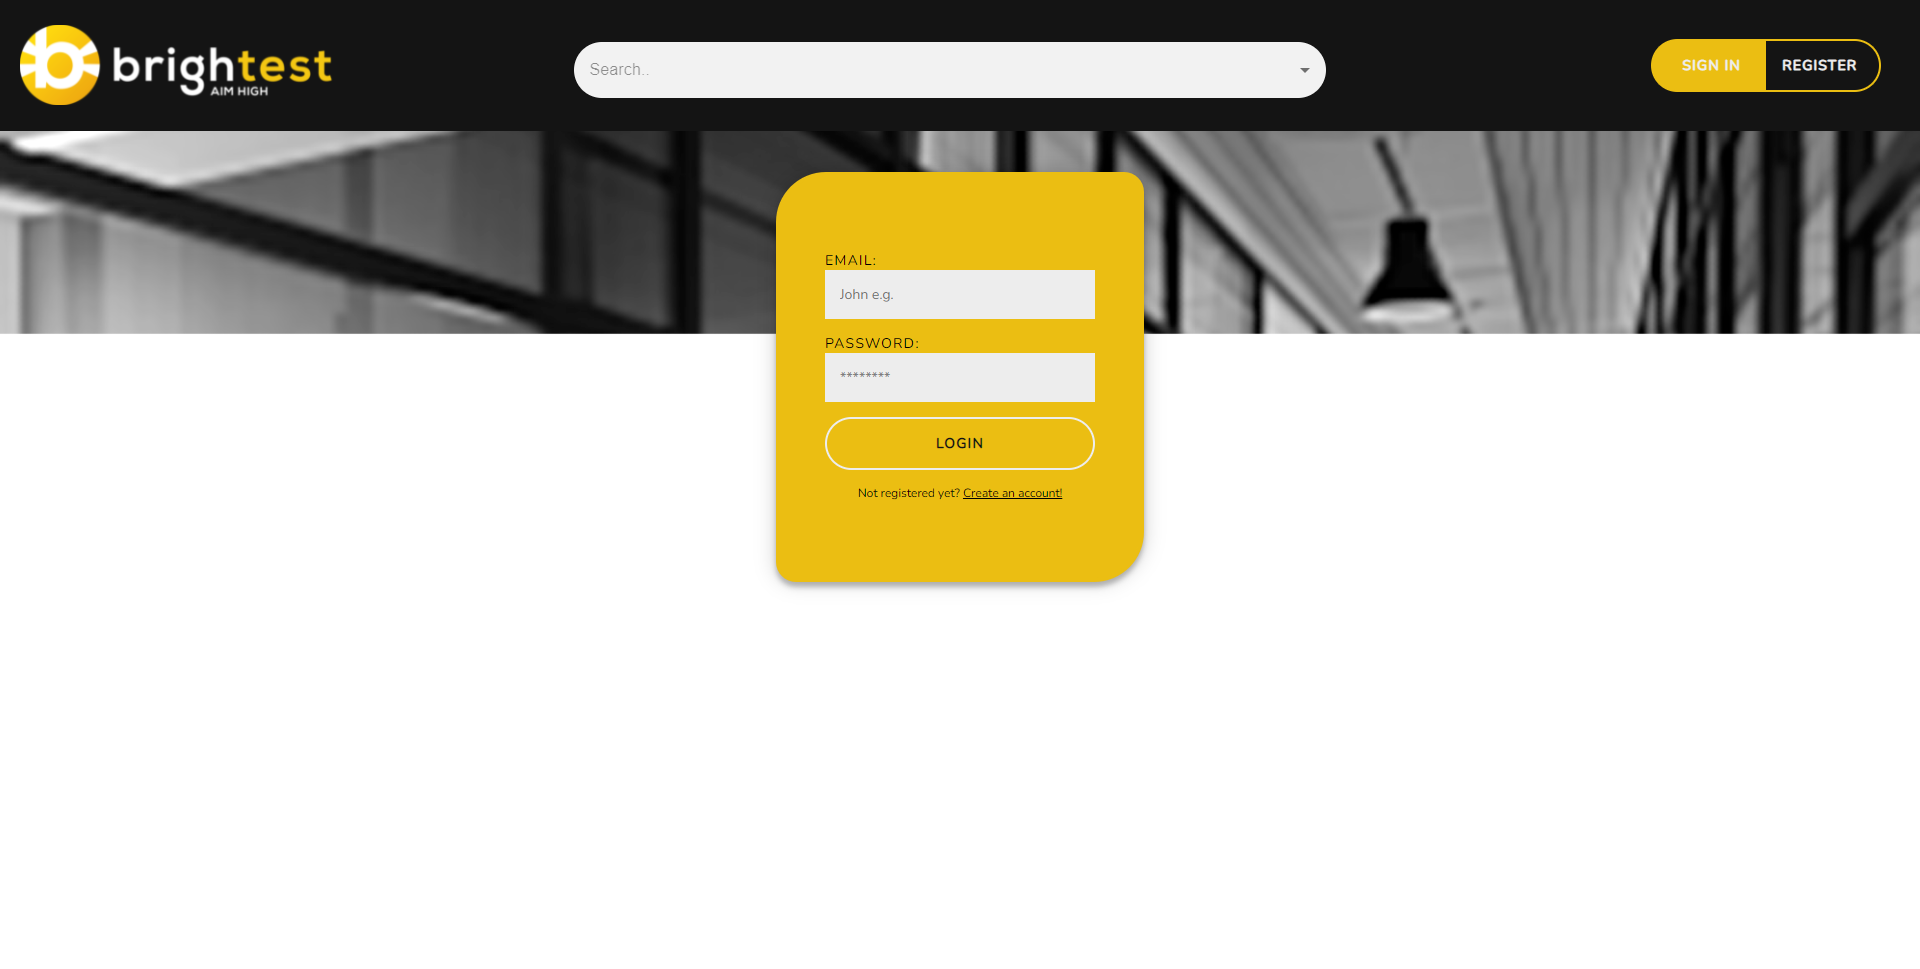 brightest
AIM HIGH
Search..
SIGN IN
REGISTER
EMAIL:
John e.g.
PASSWORD:
********
LOGIN
Not registered yet? Create an account!